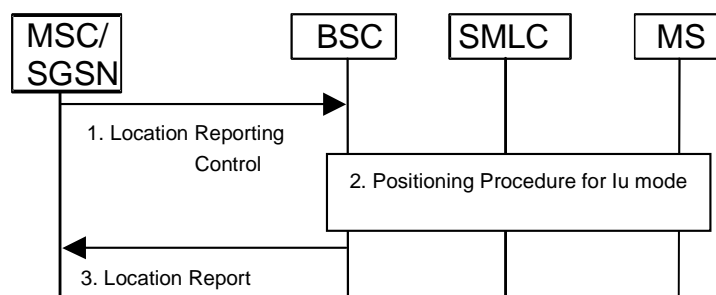 MSC/
SGSN
BSC
SMLC
MS
1. Location Reporting
Control
2. Positioning Procedure for Iu mode
3. Location Report